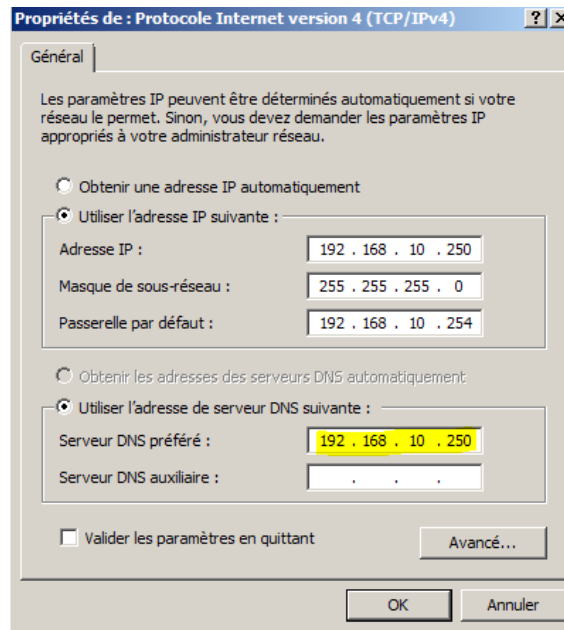 Propriétés de : Protocole Internet version 4 (TCP/IPv4)
Général
Les paramètres IP peuvent être déterminés automatiquement si votre
réseau le permet. Sinon, vous devez demander les paramètres IP
appropriés à votre administrateur réseau.
Obtenir une adresse IP automatiquement
Utiliser l'adresse IP suivante :
Adresse IP : 192 . 168 . 10 . 250
Masque de sous-réseau : 255 . 255 . 255 . 0
Passerelle par défaut : 192 . 168 . 10 . 254
Obtenir les adresses des serveurs DNS automatiquement
Utiliser l'adresse de serveur DNS suivante :
Serveur DNS préféré : 192 . 168 . 10 . 250
Serveur DNS auxiliaire : . . .
Valider les paramètres en quittant
Avancé...
OK Annuler